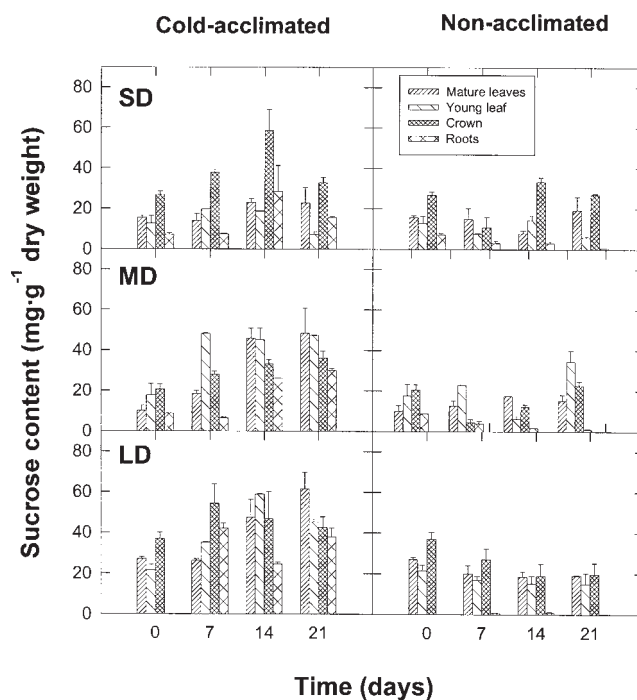 Cold-acclimated
Non-acclimated
Sucrose content (mg·g⁻¹ dry weight)
SD
80
60
40
20
0
Mature leaves
Young leaf
Crown
Roots
MD
80
60
40
20
0
LD
80
60
40
20
0
0 7 14 21
0 7 14 21
Time (days)